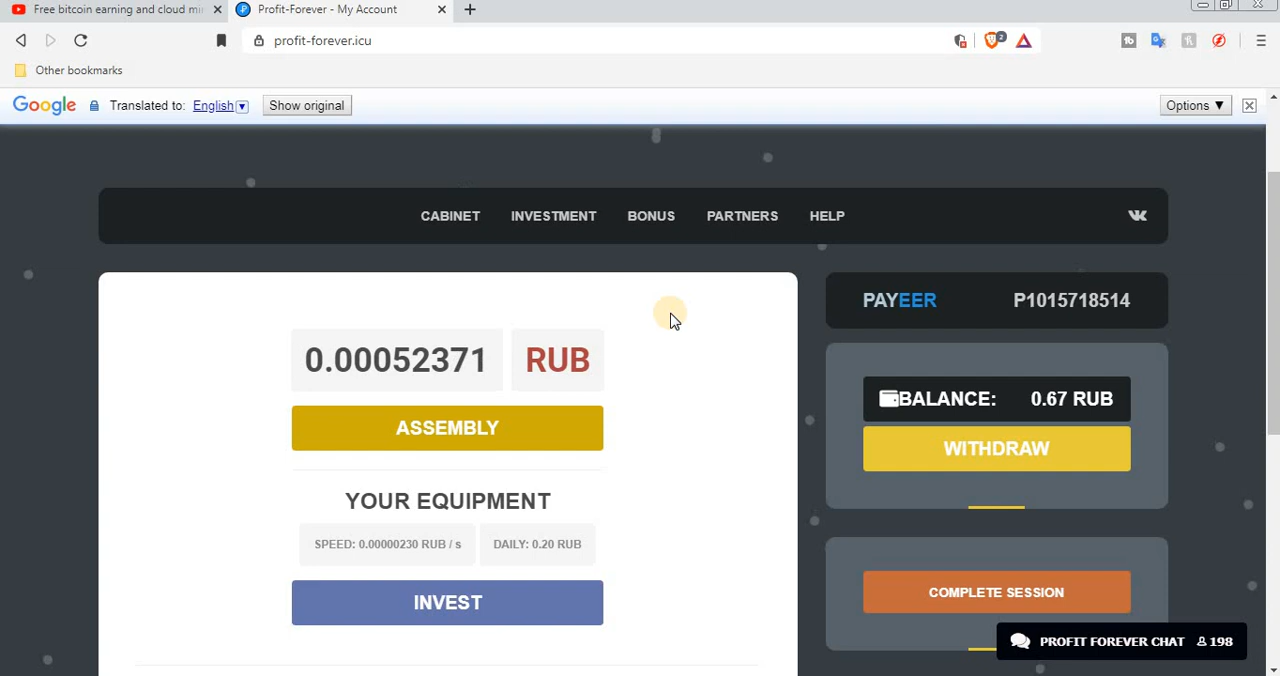 Free bitcoin earning and cloud mi
Profit-Forever - My Account
profit-forever.icu
2
Other bookmarks
Google Translated to: English Show original Options ▼
CABINET INVESTMENT BONUS PARTNERS HELP
0.00052371 RUB
ASSEMBLY
YOUR EQUIPMENT
SPEED: 0.00000230 RUB / s DAILY: 0.20 RUB
INVEST
PAYEER P1015718514
BALANCE: 0.67 RUB
WITHDRAW
COMPLETE SESSION
PROFIT FOREVER CHAT 198